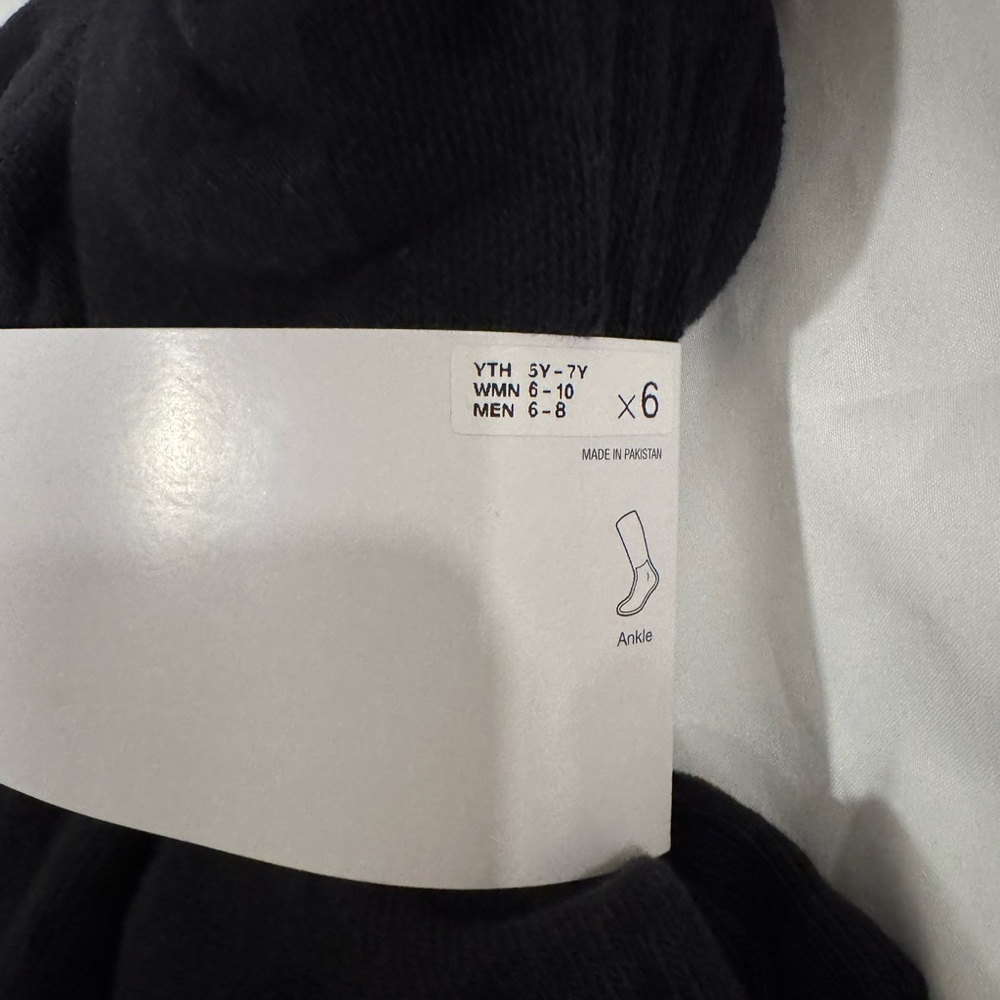 YTH 5Y-7Y
WMN 6-10
MEN 6-8
x6
MADE IN PAKISTAN
Ankle